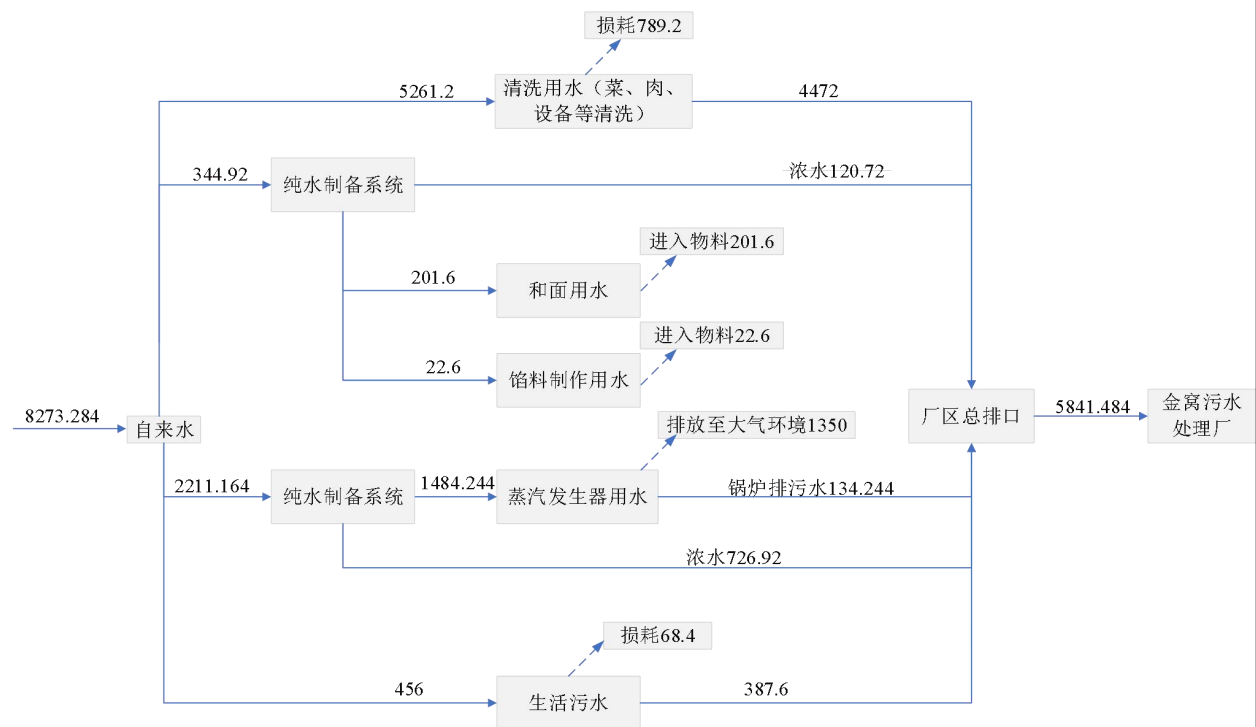 损耗789.2
5261.2
清洗用水（菜、肉、
设备等清洗）
4472
344.92
纯水制备系统
浓水120.72
进入物料201.6
201.6
和面用水
进入物料22.6
22.6
馅料制作用水
8273.284
自来水
厂区总排口
5841.484
金窝污水
处理厂
排放至大气环境1350
2211.164
纯水制备系统
1484.244
蒸汽发生器用水
锅炉排污水134.244
浓水726.92
损耗68.4
456
生活污水
387.6